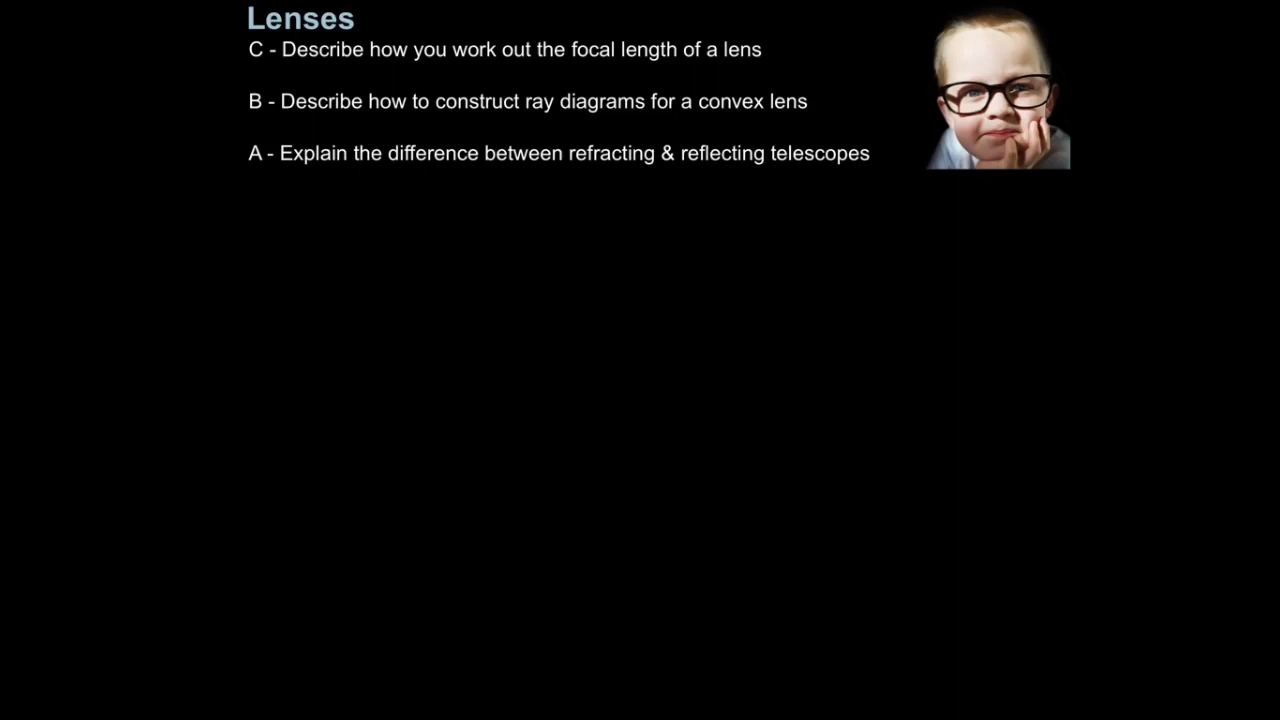 Lenses
C - Describe how you work out the focal length of a lens
B - Describe how to construct ray diagrams for a convex lens
A - Explain the difference between refracting & reflecting telescopes